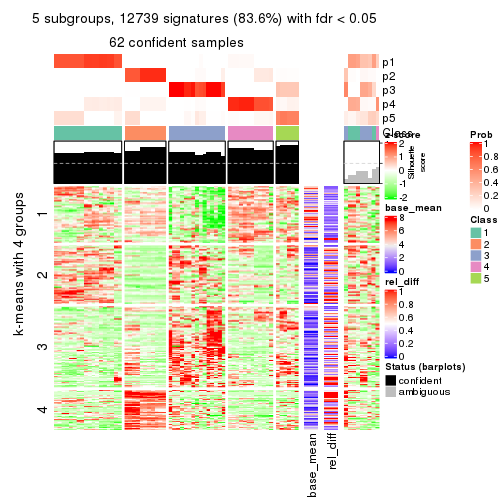 5 subgroups, 12739 signatures (83.6%) with fdr < 0.05
62 confident samples
p1
p2
p3
p4
p5
Class
Silhouette
score
k-means with 4 groups
1
2
3
4
base_mean
rel_diff
z-score
2
1
0
-1
-2
base_mean
8
6
4
2
0
rel_diff
1
0.8
0.6
0.4
0.2
0
Status (barplots)
confident
ambiguous
Prob
1
0.8
0.6
0.4
0.2
0
Class
1
2
3
4
5